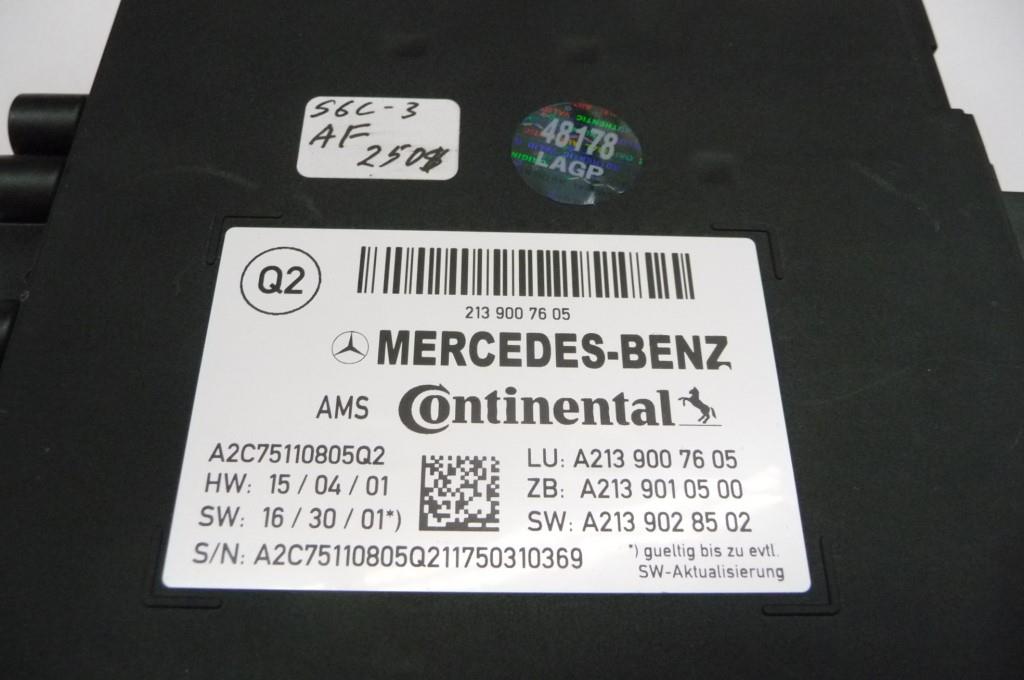 S6C-3
AF
250$
48178
LAGP
Q2
213 900 76 05
MERCEDES-BENZ
AMS Continental
A2C75110805Q2
HW: 15 / 04 / 01
SW: 16 / 30 / 01*)
S/N: A2C75110805Q211750310369
LU: A213 900 76 05
ZB: A213 901 05 00
SW: A213 902 85 02
*) gueltig bis zu evtl.
SW-Aktualisierung